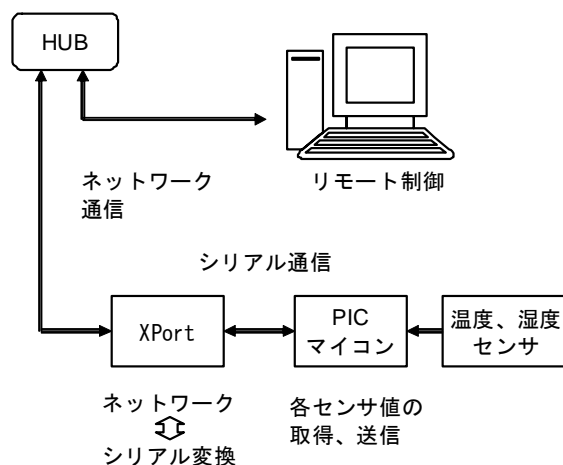 HUB
ネットワーク
通信
リモート制御
シリアル通信
XPort
PIC
マイコン
温度、湿度
センサ
ネットワーク
シリアル変換
各センサ値の
取得、送信